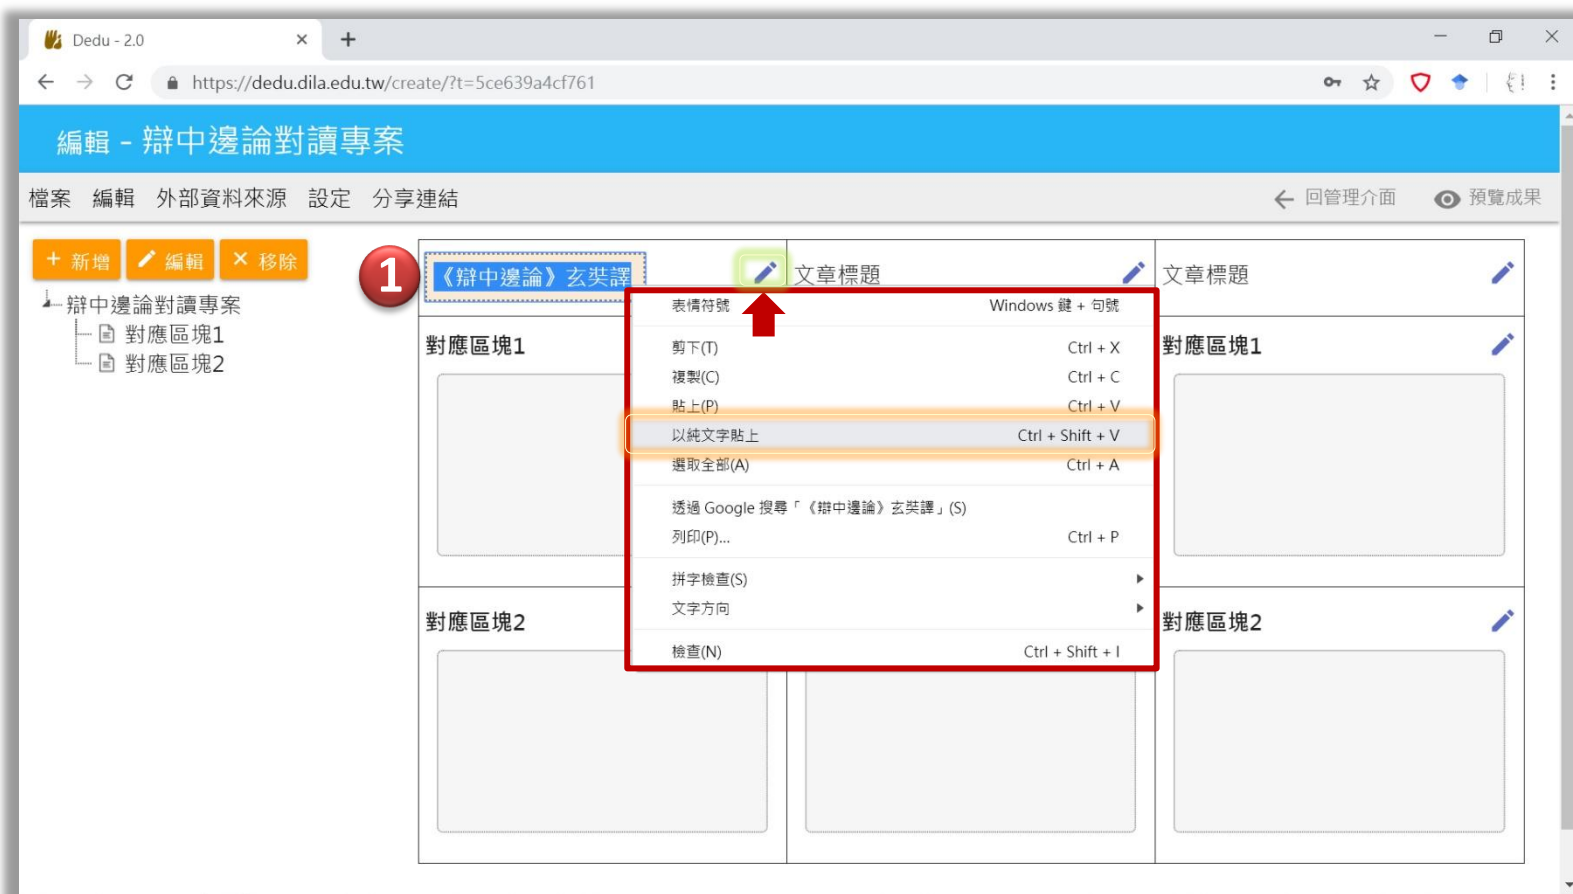 Dedu - 2.0
https://dedu.dila.edu.tw/create/?t=5ce639a4cf761
編輯 - 辯中邊論對讀專案
檔案 編輯 外部資料來源 設定 分享連結 回管理介面 預覽成果
新增 編輯 移除
辯中邊論對讀專案
對應區塊1
對應區塊2
1
《辯中邊論》玄奘譯 文章標題 文章標題
對應區塊1 對應區塊1
對應區塊2 對應區塊2
表情符號 Windows 鍵 + 句號
剪下(T) Ctrl + X
複製(C) Ctrl + C
貼上(P) Ctrl + V
以純文字貼上 Ctrl + Shift + V
選取全部(A) Ctrl + A
透過 Google 搜尋「《辯中邊論》玄奘譯」(S)
列印(P)... Ctrl + P
拼字檢查(S)
文字方向
檢查(N) Ctrl + Shift + I